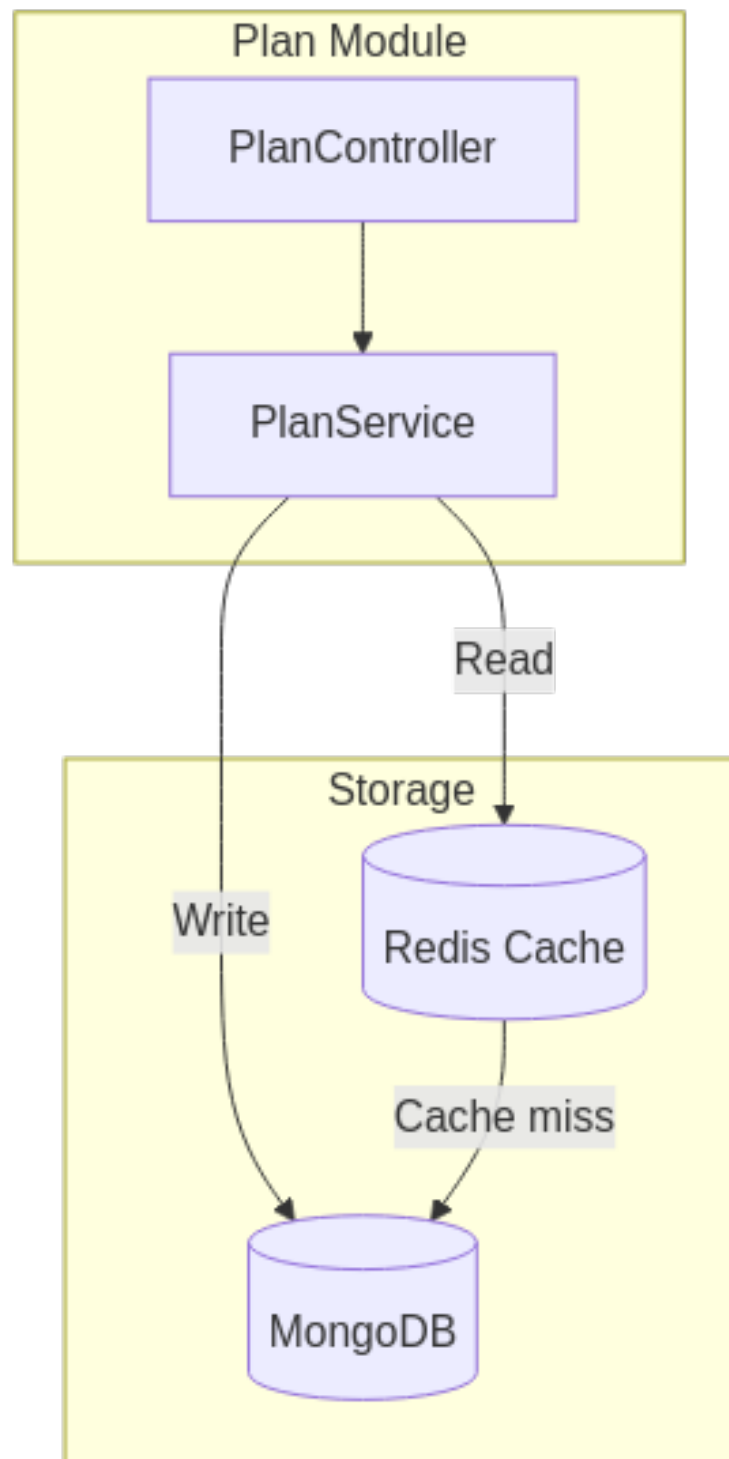 Plan Module
PlanController
PlanService
Read
Storage
Write
Redis Cache
Cache miss
MongoDB